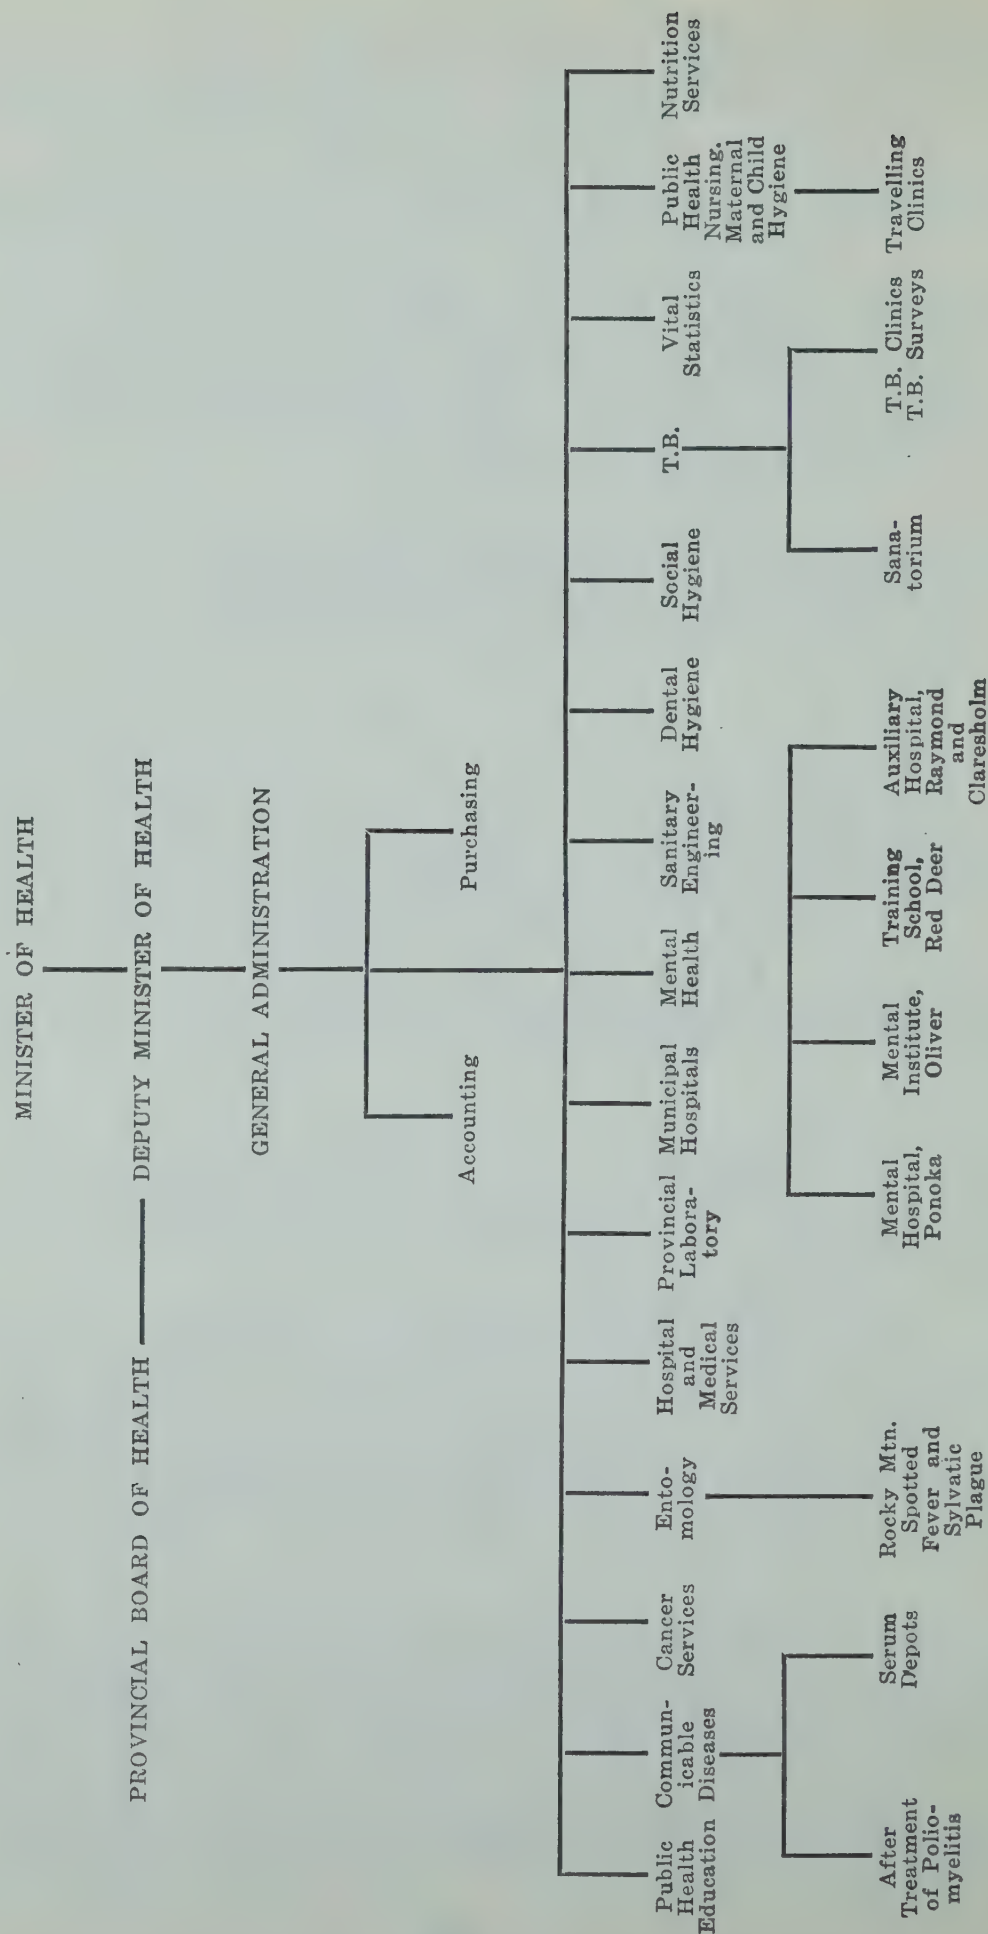 MINISTER OF HEALTH
PROVINCIAL BOARD OF HEALTH
DEPUTY MINISTER OF HEALTH
GENERAL ADMINISTRATION
Accounting
Purchasing
Public
Health
Education
Commun-
icable
Diseases
Cancer
Services
Ento-
mology
Hospital
and
Medical
Services
Provincial
Labora-
tory
Municipal
Hospitals
Mental
Health
Sanitary
Engineer-
ing
Dental
Hygiene
Social
Hygiene
T.B.
Vital
Statistics
Public
Health
Nursing.
Maternal
and Child
Hygiene
Nutrition
Services
After
Treatment
of Polio-
myelitis
Serum
Depots
Rocky Mtn.
Spotted
Fever and
Sylvatic
Plague
Mental
Hospital,
Ponoka
Mental
Institute,
Oliver
Training
School,
Red Deer
Auxiliary
Hospital,
Raymond
and
Claresholm
Sana-
torium
T.B. Clinics
T.B. Surveys
Travelling
Clinics